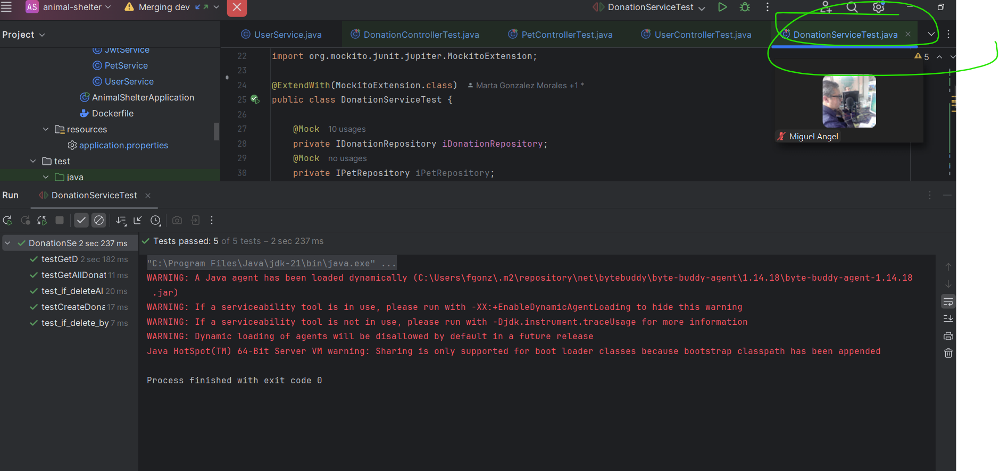 AS animal-shelter Merging dev DonationServiceTest
Project
UserService.java DonationControllerTest.java PetControllerTest.java UserControllerTest.java DonationServiceTest.java
JwtService
PetService
UserService
AnimalShelterApplication
Dockerfile
resources
application.properties
test
java
5
22 import org.mockito.junit.jupiter.MockitoExtension;
23
24 @ExtendWith(MockitoExtension.class) Marta Gonzalez Morales +1 *
25 public class DonationServiceTest {
26
27 @Mock 10 usages
28 private IDonationRepository iDonationRepository;
29 @Mock no usages
30 private IPetRepository iPetRepository;
Miguel Angel
Run DonationServiceTest
DonationSe 2 sec 237 ms
testGetD 2 sec 182 ms
testGetAllDonat 11 ms
test_if_deleteAl 20 ms
testCreateDona 17 ms
test_if_delete_by 7 ms
Tests passed: 5 of 5 tests – 2 sec 237 ms
"C:\Program Files\Java\jdk-21\bin\java.exe" ...
WARNING: A Java agent has been loaded dynamically (C:\Users\fgonz\.m2\repository\net\bytebuddy\byte-buddy-agent\1.14.18\byte-buddy-agent-1.14.18
.jar)
WARNING: If a serviceability tool is in use, please run with -XX:+EnableDynamicAgentLoading to hide this warning
WARNING: If a serviceability tool is not in use, please run with -Djdk.instrument.traceUsage for more information
WARNING: Dynamic loading of agents will be disallowed by default in a future release
Java HotSpot(TM) 64-Bit Server VM warning: Sharing is only supported for boot loader classes because bootstrap classpath has been appended
Process finished with exit code 0